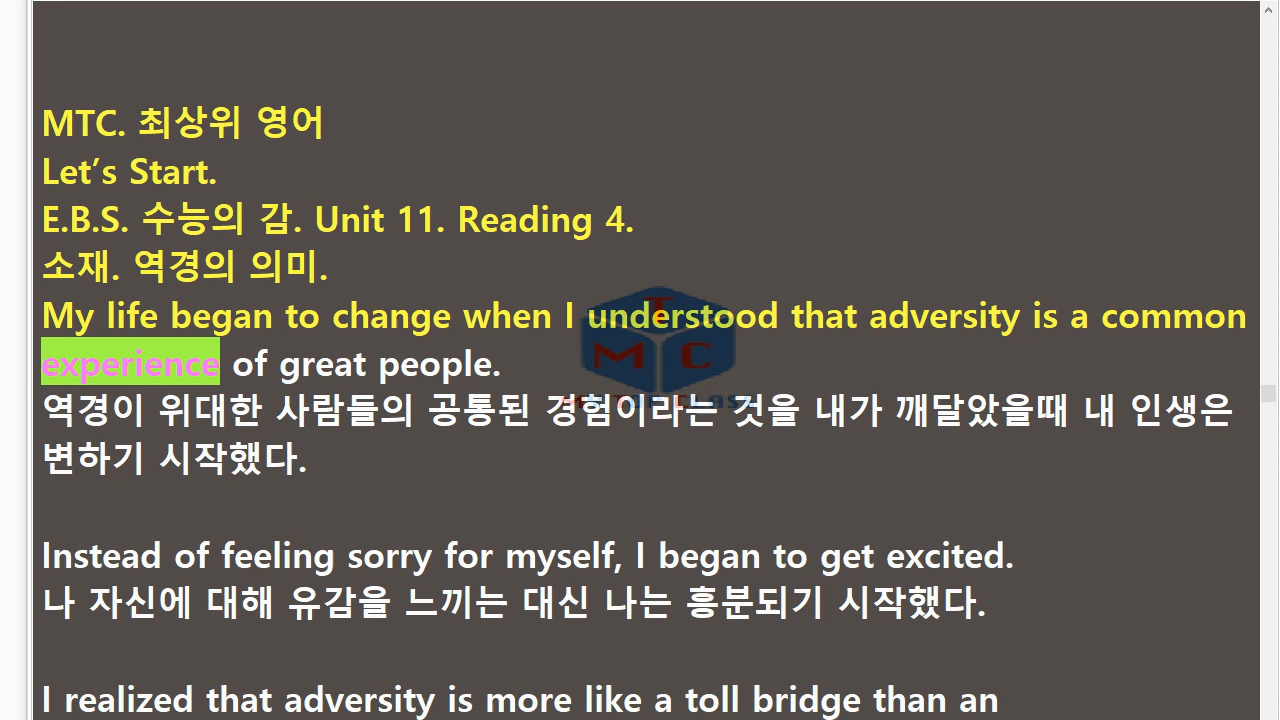 MTC. 최상위 영어
Let’s Start.
E.B.S. 수능의 감. Unit 11. Reading 4.
소재. 역경의 의미.
My life began to change when I understood that adversity is a common
experience of great people.
역경이 위대한 사람들의 공통된 경험이라는 것을 내가 깨달았을때 내 인생은
변하기 시작했다.
Instead of feeling sorry for myself, I began to get excited.
나 자신에 대해 유감을 느끼는 대신 나는 흥분되기 시작했다.
I realized that adversity is more like a toll bridge than an
T
M C